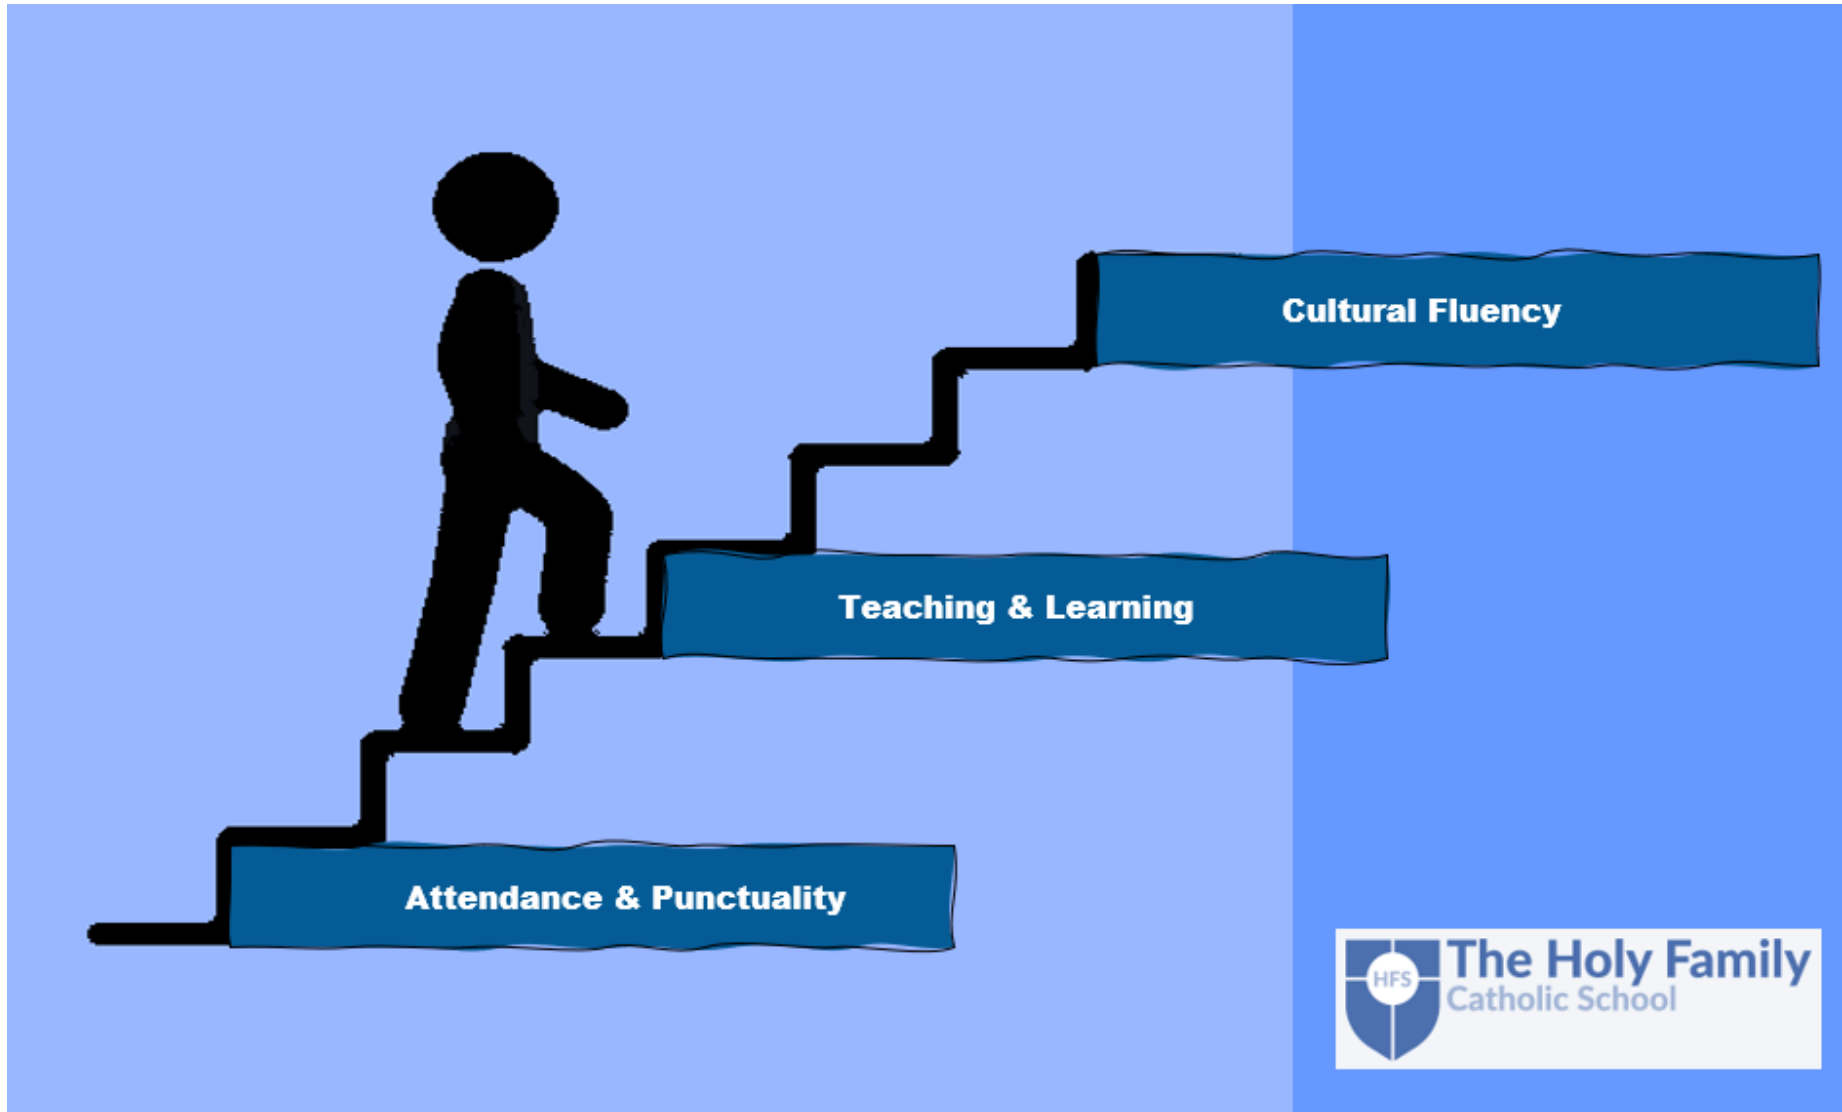 Cultural Fluency
Teaching & Learning
Attendance & Punctuality
HFS
The Holy Family
Catholic School